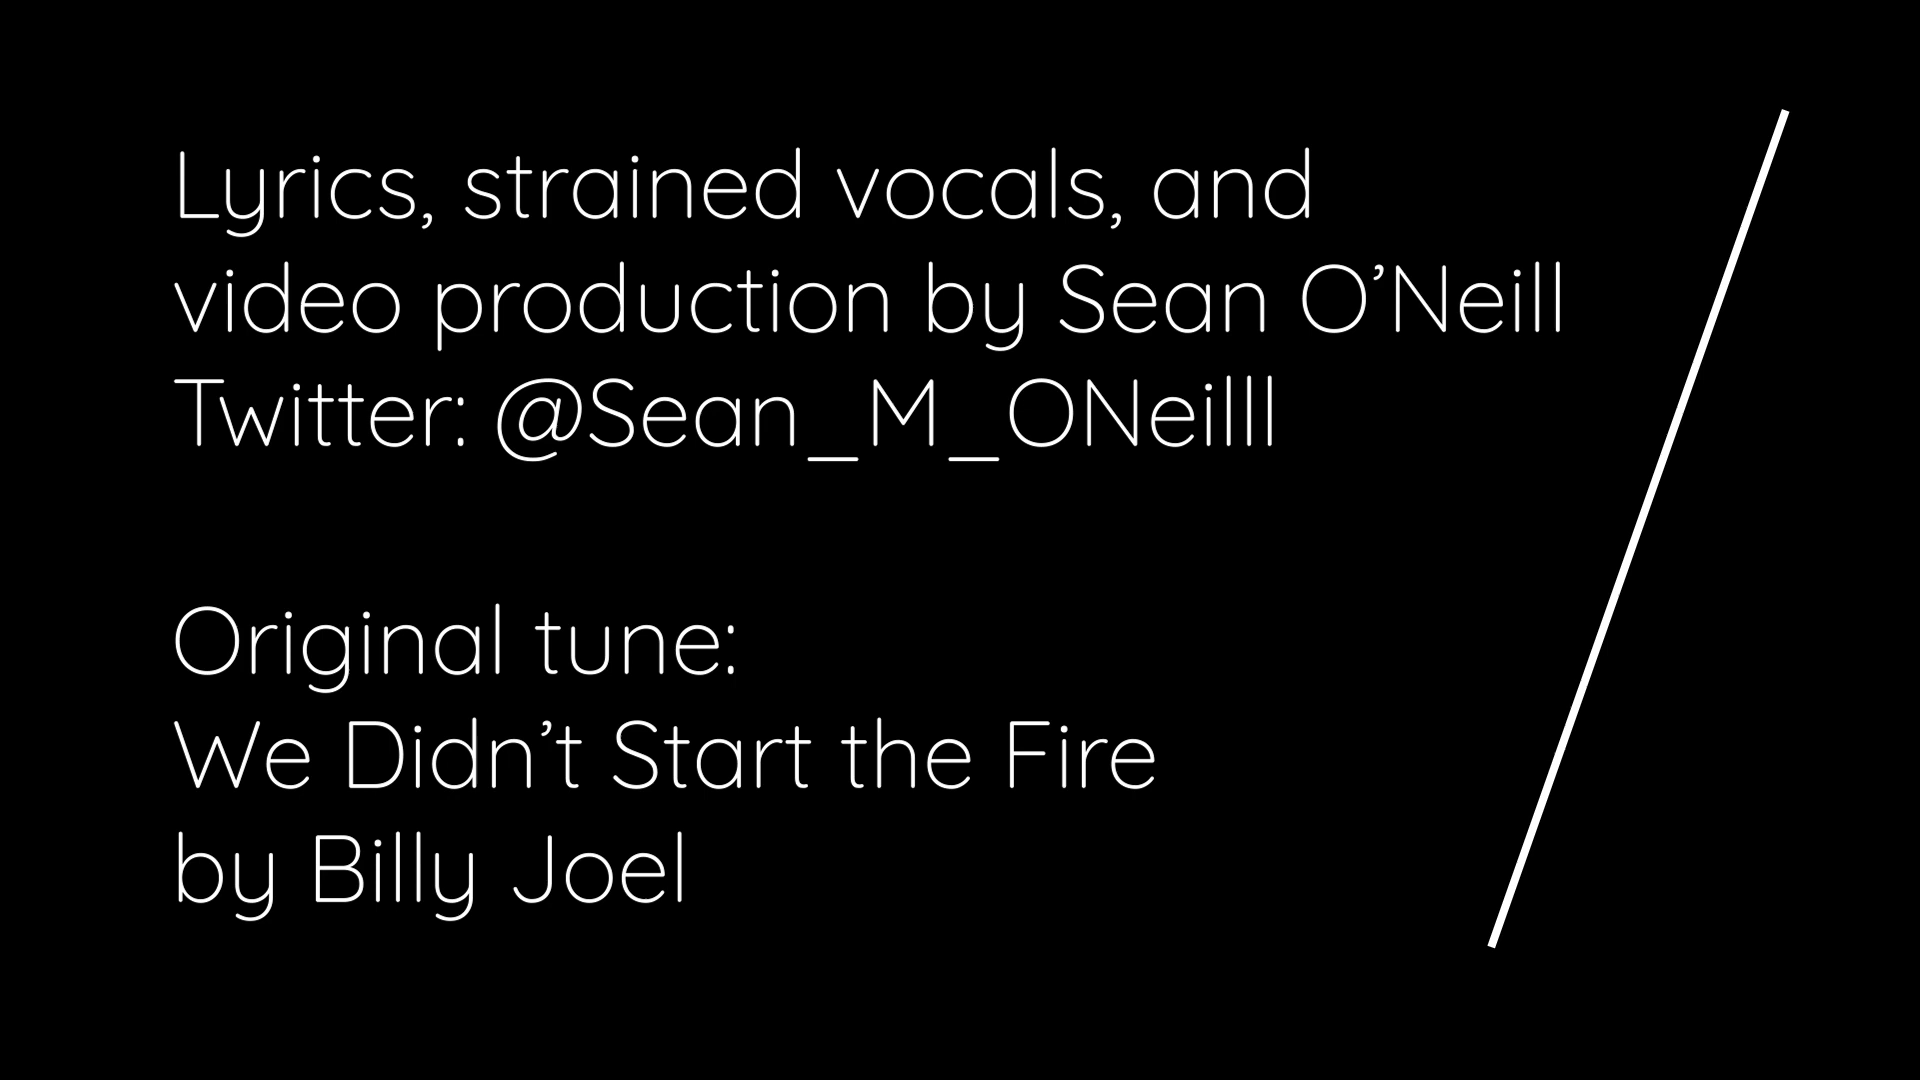 Lyrics, strained vocals, and
video production by Sean O’Neill
Twitter: @Sean_M_ONeilll
Original tune:
We Didn’t Start the Fire
by Billy Joel